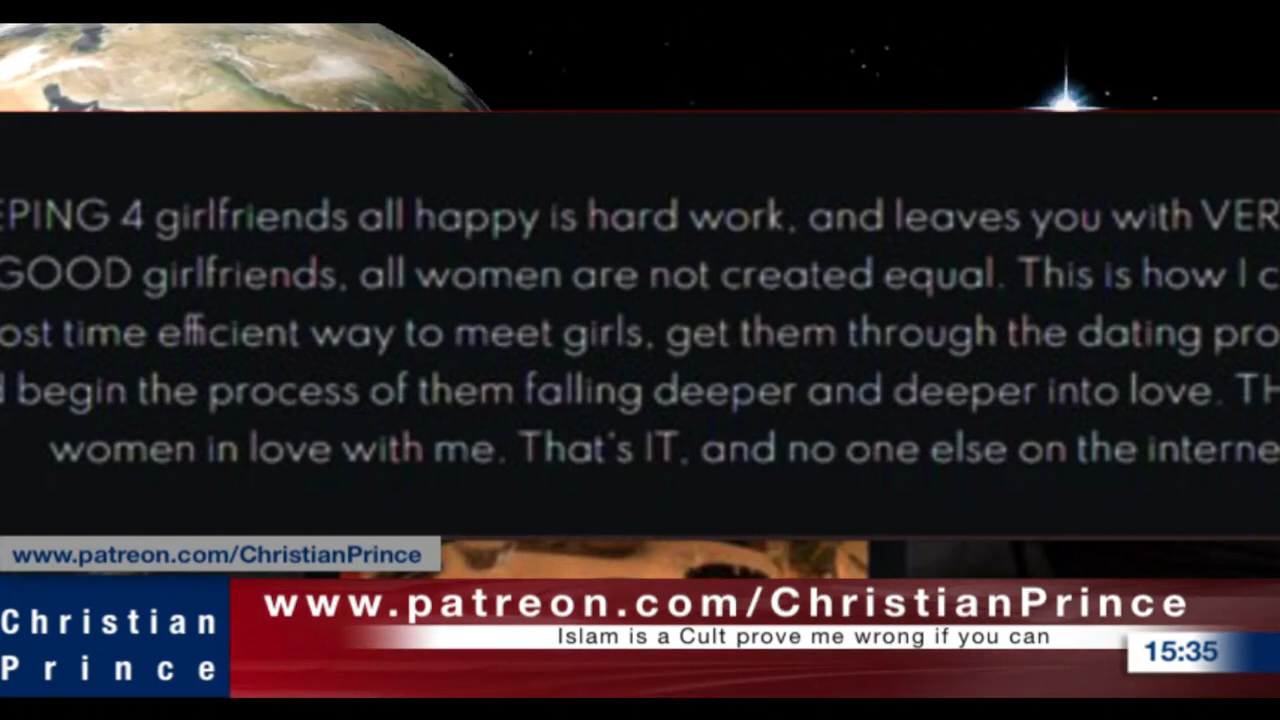 EPING 4 girlfriends all happy is hard work, and leaves you with VER
GOOD girlfriends, all women are not created equal. This is how I c
ost time efficient way to meet girls, get them through the dating pro
begin the process of them falling deeper and deeper into love. TH
women in love with me. That's IT, and no one else on the interne
www.patreon.com/ChristianPrince
www.patreon.com/ChristianPrince
Islam is a Cult prove me wrong if you can
Christian
Prince
15:35